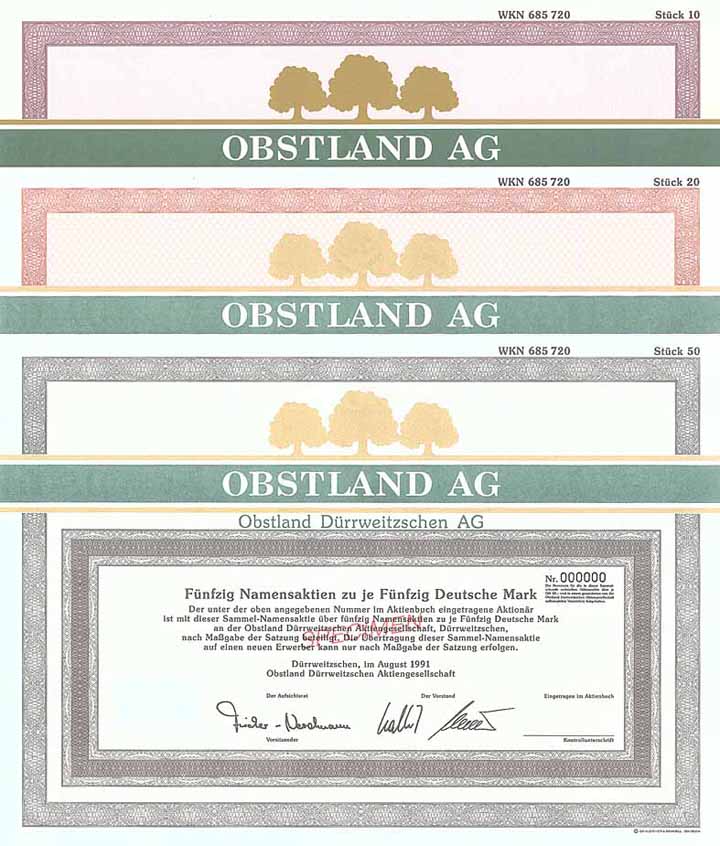 WKN 685 720 Stück 10
OBSTLAND AG
WKN 685 720 Stück 20
OBSTLAND AG
WKN 685 720 Stück 50
OBSTLAND AG
Obstland Dürrweitzschen AG
Nr. 000000
Fünfzig Namensaktien zu je Fünfzig Deutsche Mark
Der unter der oben angegebenen Nummer im Aktienbuch eingetragene Aktionär
ist mit dieser Sammel-Namensaktie über fünfzig Namensaktien zu je Fünfzig Deutsche Mark
an der Obstland Dürrweitzschen Aktiengesellschaft, Dürrweitzschen,
nach Maßgabe der Satzung beteiligt. Die Übertragung dieser Sammel-Namensaktie
auf einen neuen Erwerber kann nur nach Maßgabe der Satzung erfolgen.
SPECIMEN
Dürrweitzschen, im August 1991
Obstland Dürrweitzschen Aktiengesellschaft
Der Aufsichtsrat Der Vorstand Eingetragen im Aktienbuch
Vorsitzender Kontrollunterschrift